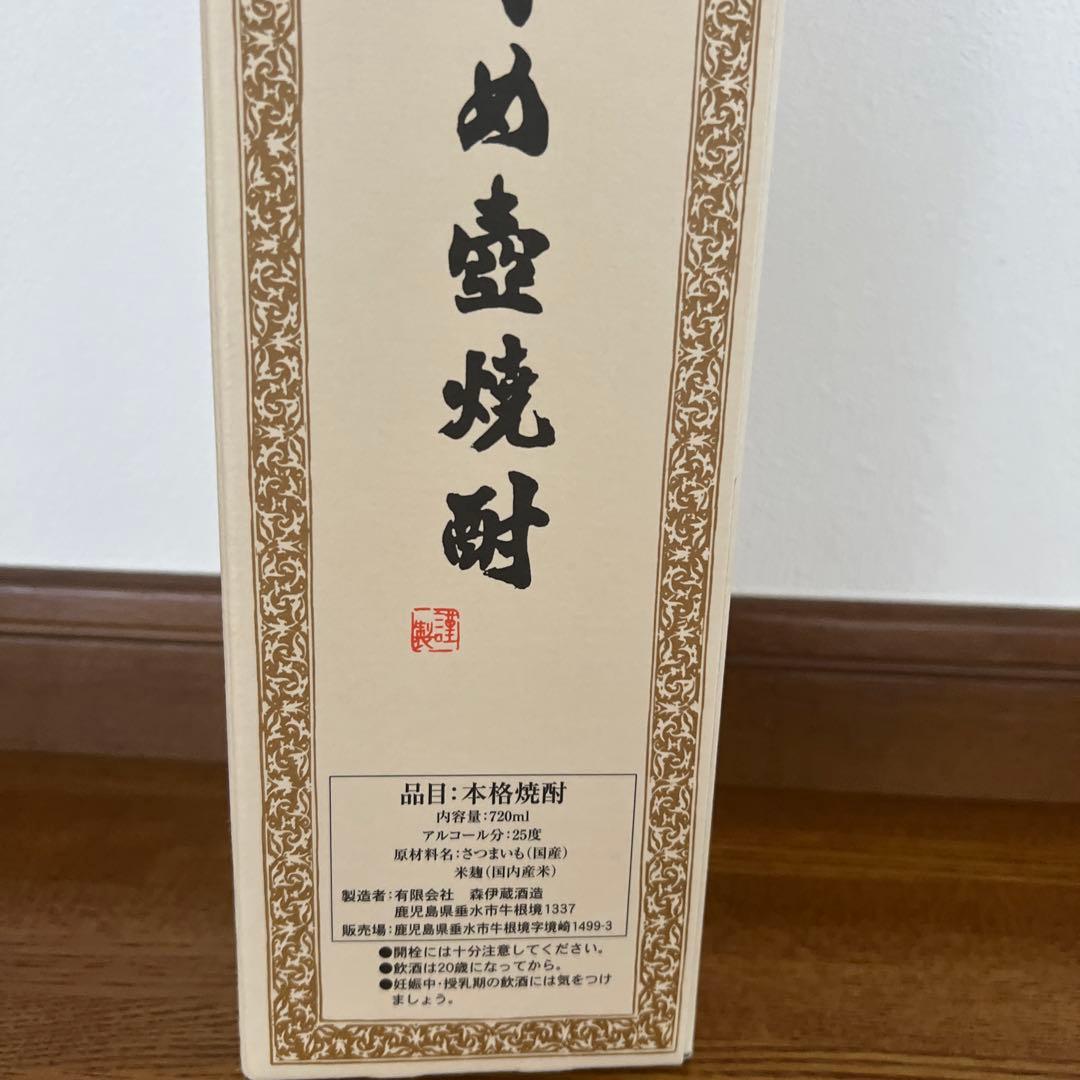 め壺焼酎
謹製
品目：本格焼酎
内容量：720ml
アルコール分：25度
原材料名：さつまいも（国産）
米麹（国内産米）
製造者：有限会社　森伊蔵酒造
鹿児島県垂水市牛根境1337
販売場：鹿児島県垂水市牛根境字境崎1499-3
●開栓には十分注意してください。
●飲酒は20歳になってから。
●妊娠中・授乳期の飲酒には気をつけ
ましょう。